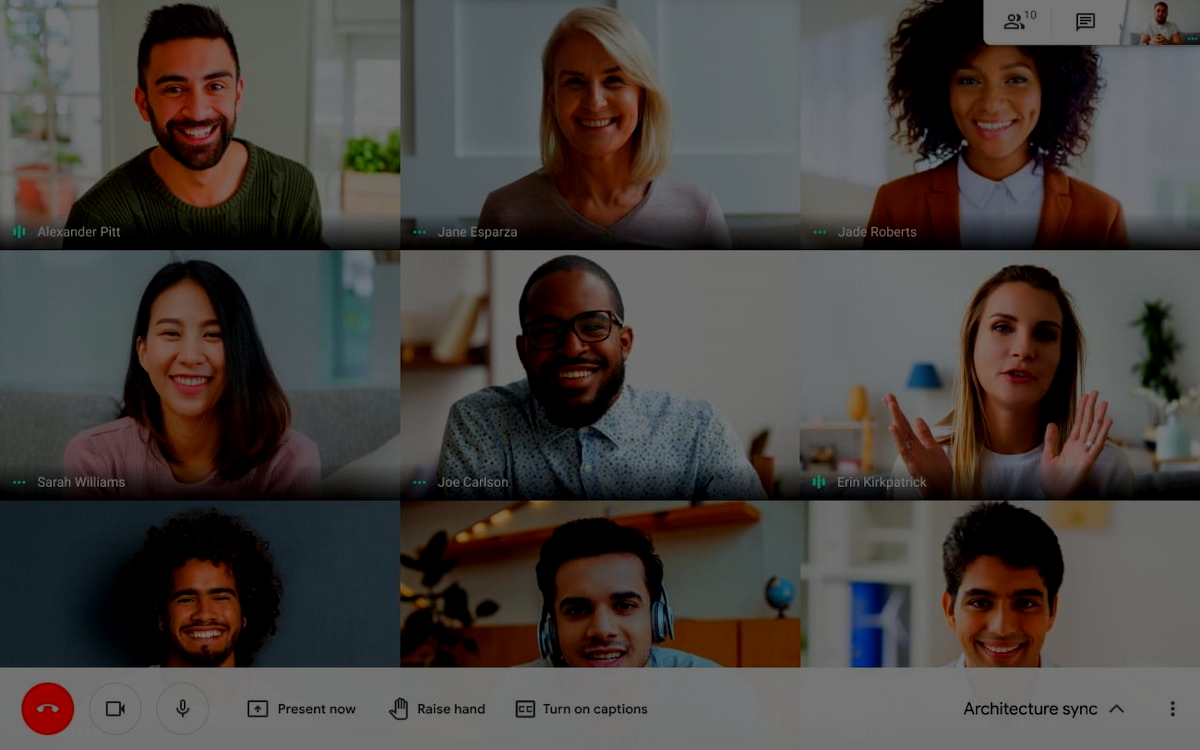 10
Alexander Pitt
Jane Esparza
Jade Roberts
Sarah Williams
Joe Carlson
Erin Kirkpatrick
Present now
Raise hand
CC Turn on captions
Architecture sync